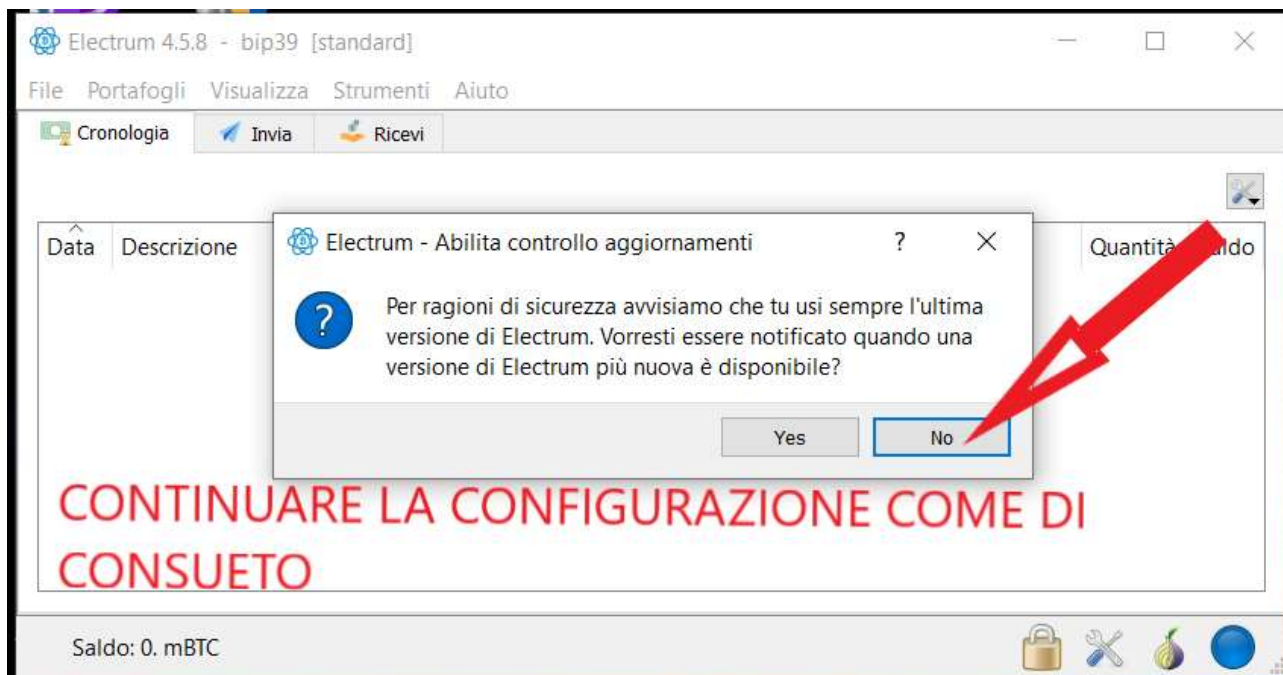 Electrum 4.5.8 - bip39 [standard]
File Portafogli Visualizza Strumenti Aiuto
Cronologia Invia Ricevi
Data Descrizione Quantità
Electrum - Abilita controllo aggiornamenti ?
Per ragioni di sicurezza avvisiamo che tu usi sempre l'ultima
versione di Electrum. Vorresti essere notificato quando una
versione di Electrum più nuova è disponibile?
Yes No
CONTINUARE LA CONFIGURAZIONE COME DI
CONSUETO
Saldo: 0. mBTC